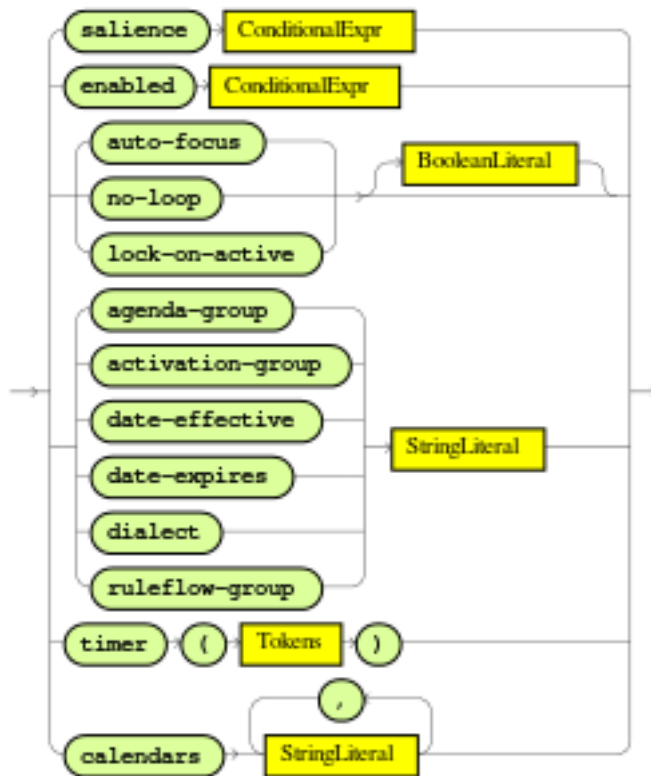 salience ConditionalExpr
enabled ConditionalExpr
auto-focus
BooleanLiteral
no-loop
lock-on-active
agenda-group
activation-group
date-effective
StringLiteral
date-expires
dialect
ruleflow-group
timer ( Tokens )
,
calendars StringLiteral